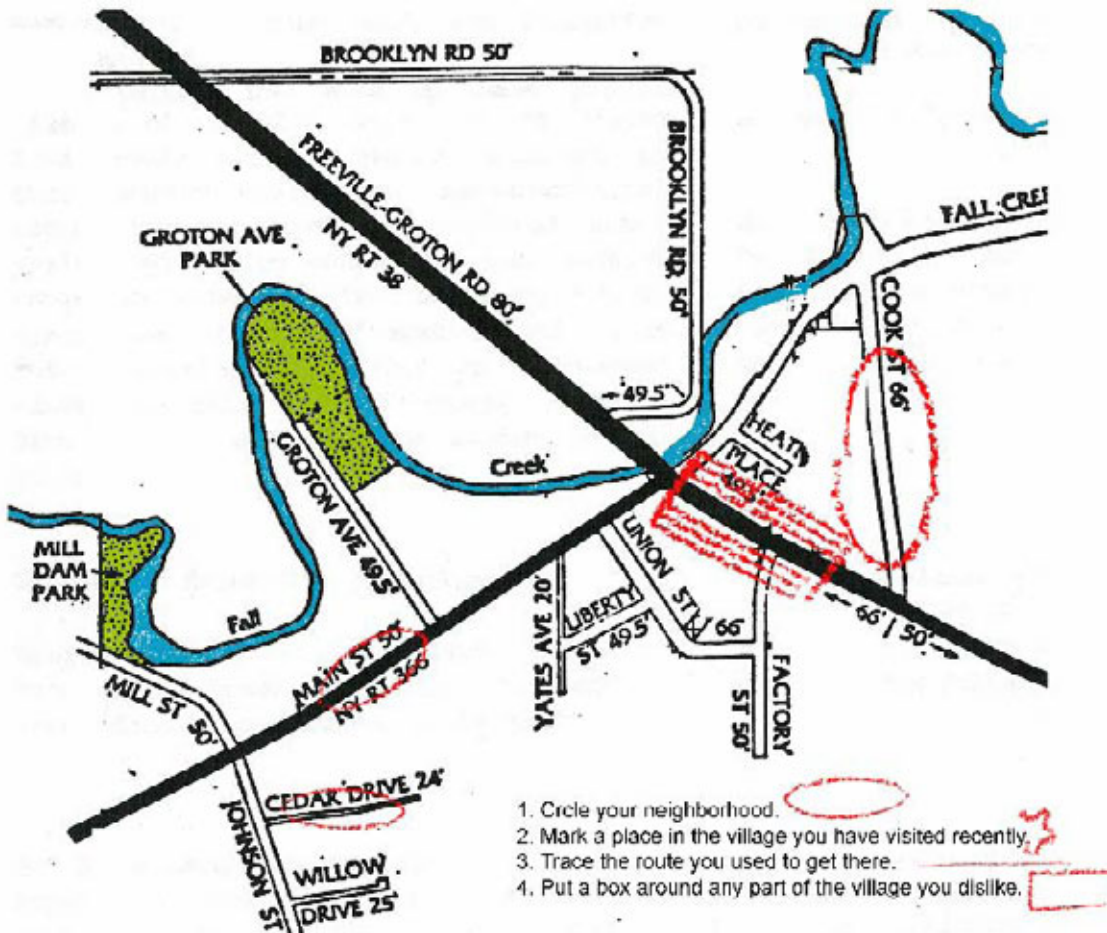 BROOKLYN RD 50'
BROOKLYN RD. 50'
FREEVILLE-GROTON RD 80'.
NY RT 38
GROTON AVE
PARK
FALL CREE
COOK ST 66'
49.5'
HEATH
PLACE
49.5'
Creek
GROTON AVE 49.5'
MILL
DAM
PARK
Fall
UNION ST
LIBERTY
ST 49.5'
YATES AVE 20'
66'
66' 50'.
FACTORY
ST 50'
MAIN ST 50'
NY RT 366
MILL ST 50'
CEDAR DRIVE 24'
JOHNSON ST
WILLOW
DRIVE 25'
1. Crcle your neighborhood.
2. Mark a place in the village you have visited recently.
3. Trace the route you used to get there.
4. Put a box around any part of the village you dislike.